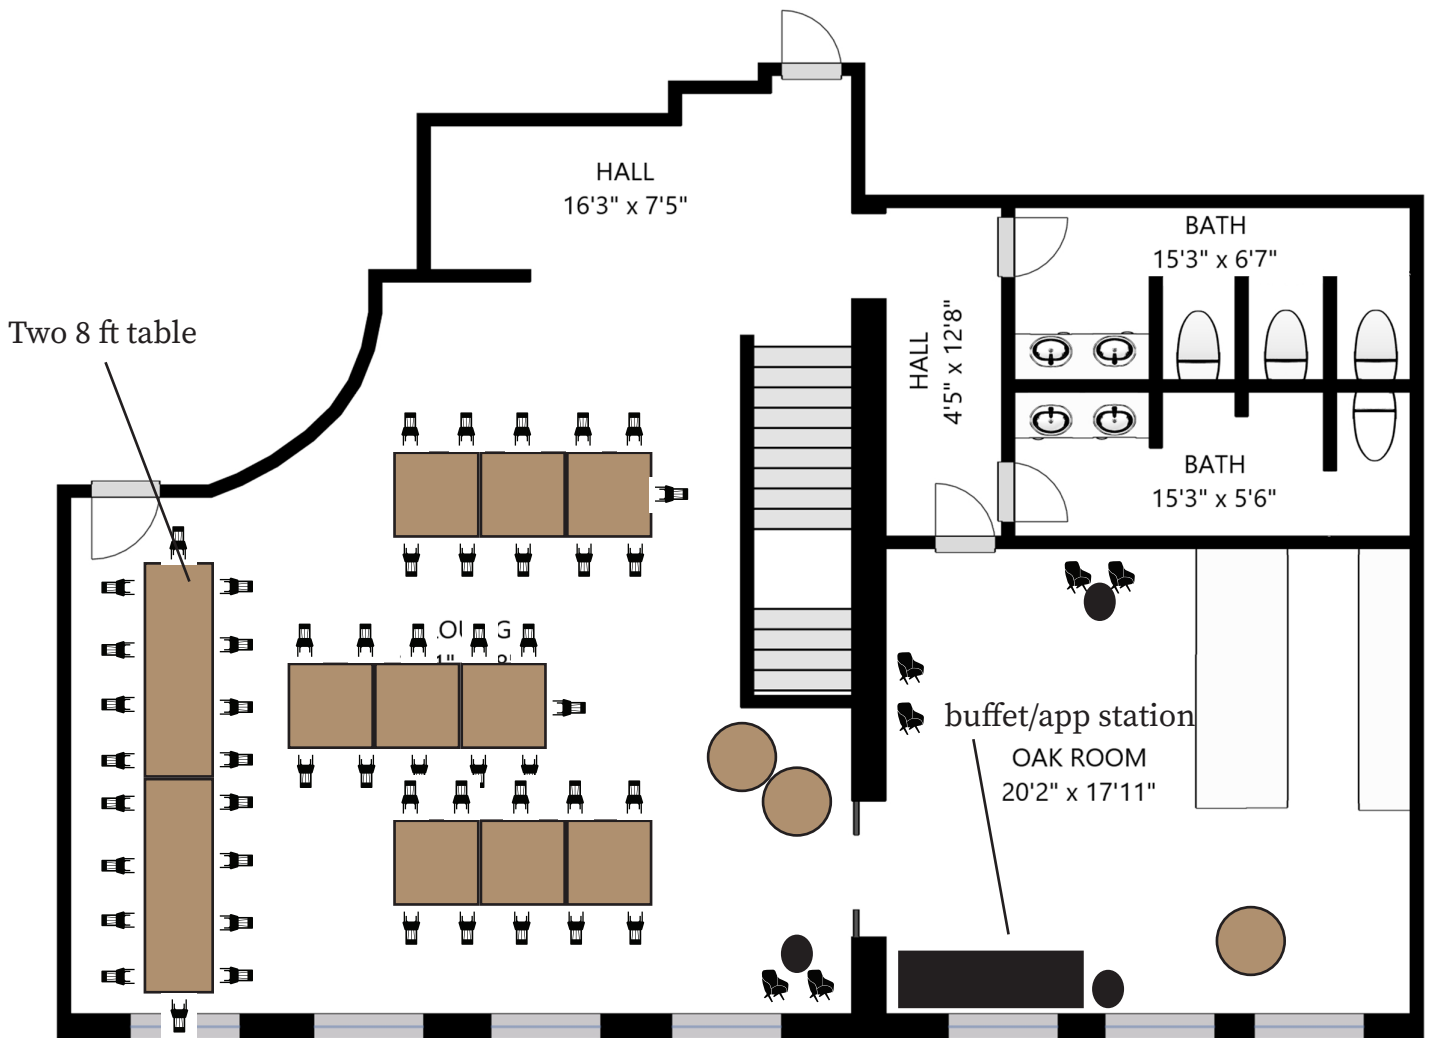 HALL
16'3" x 7'5"
BATH
15'3" x 6'7"
Two 8 ft table
HALL
4'5" x 12'8"
BATH
15'3" x 5'6"
buffet/app station
OAK ROOM
20'2" x 17'11"